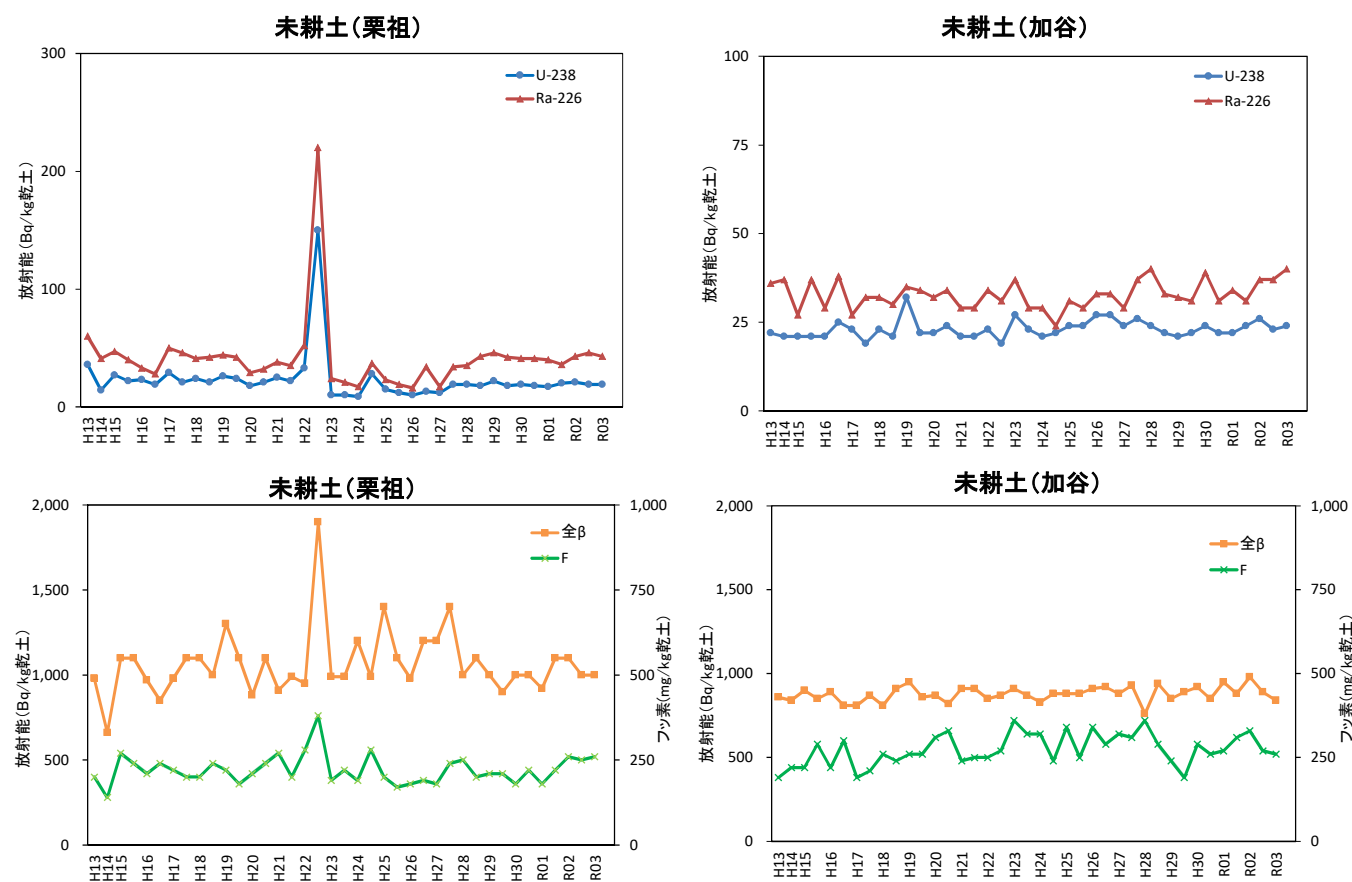 未耕土(栗祖)
300
200
100
0
放射能(Bq/kg乾土)
U-238
Ra-226
H13
H14
H15
H16
H17
H18
H19
H20
H21
H22
H23
H24
H25
H26
H27
H28
H29
H30
R01
R02
R03
未耕土(加谷)
100
75
50
25
0
放射能(Bq/kg乾土)
U-238
Ra-226
H13
H14
H15
H16
H17
H18
H19
H20
H21
H22
H23
H24
H25
H26
H27
H28
H29
H30
R01
R02
R03
未耕土(栗祖)
2,000
1,500
1,000
500
0
放射能(Bq/kg乾土)
全β
F
1,000
750
500
250
0
フッ素(mg/kg乾土)
H13
H14
H15
H16
H17
H18
H19
H20
H21
H22
H23
H24
H25
H26
H27
H28
H29
H30
R01
R02
R03
未耕土(加谷)
2,000
1,500
1,000
500
0
放射能(Bq/kg乾土)
全β
F
1,000
750
500
250
0
フッ素(mg/kg乾土)
H13
H14
H15
H16
H17
H18
H19
H20
H21
H22
H23
H24
H25
H26
H27
H28
H29
H30
R01
R02
R03